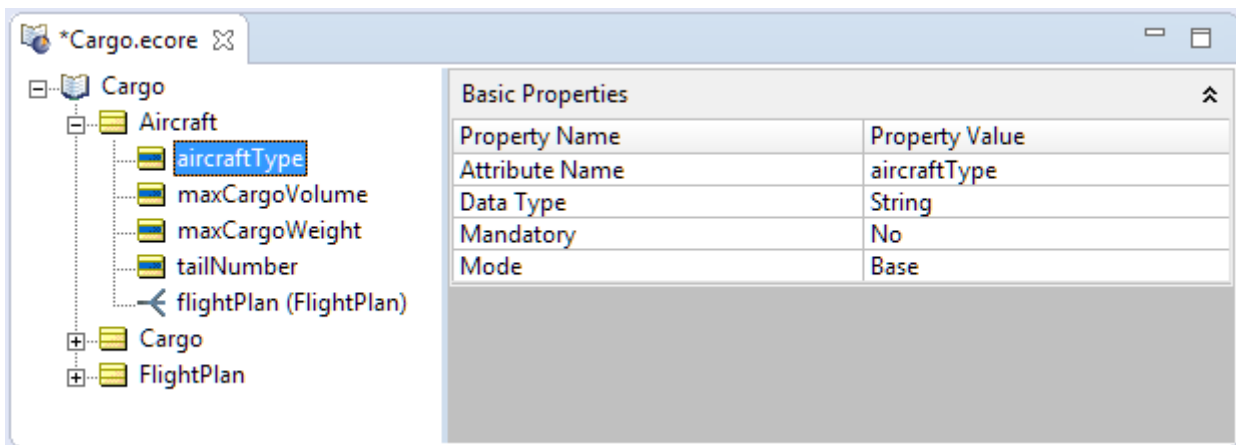 *Cargo.ecore
Cargo
Aircraft
aircraftType
maxCargoVolume
maxCargoWeight
tailNumber
flightPlan (FlightPlan)
Cargo
FlightPlan
Basic Properties
Property Name Property Value
Attribute Name aircraftType
Data Type String
Mandatory No
Mode Base